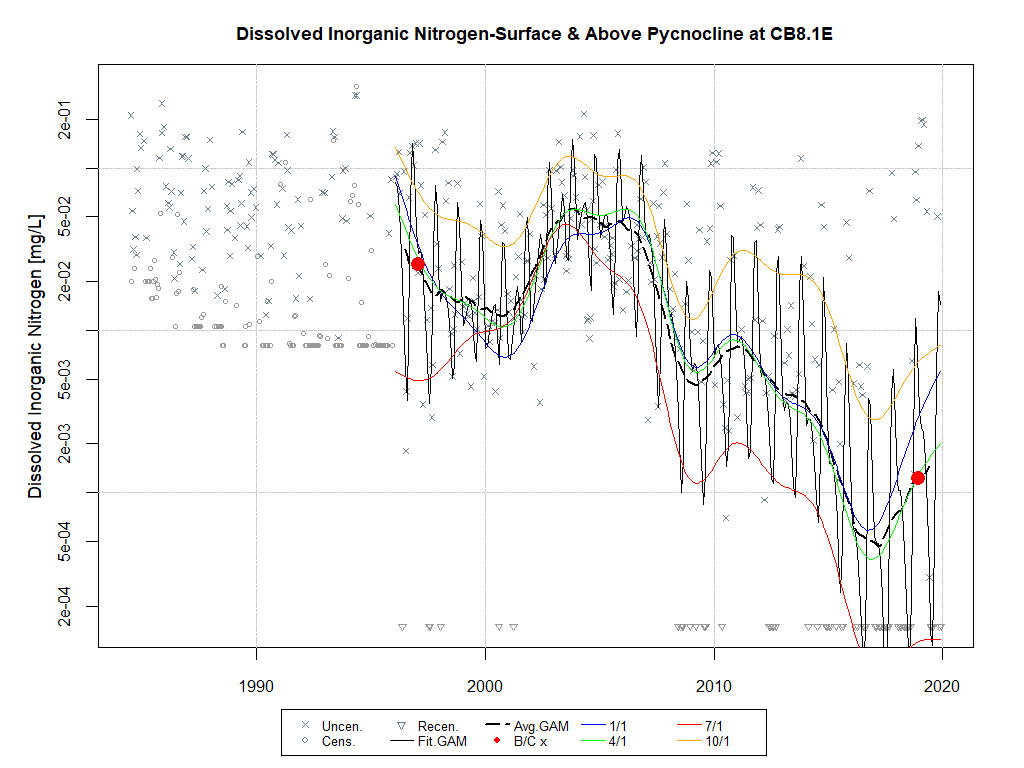 Dissolved Inorganic Nitrogen-Surface & Above Pycnocline at CB8.1E
Dissolved Inorganic Nitrogen [mg/L]
2e-01
5e-02
2e-02
5e-03
2e-03
5e-04
2e-04
1990 2000 2010 2020
Uncen. Recen. Avg.GAM 1/1 7/1
Cens. Fit.GAM B/C x 4/1 10/1